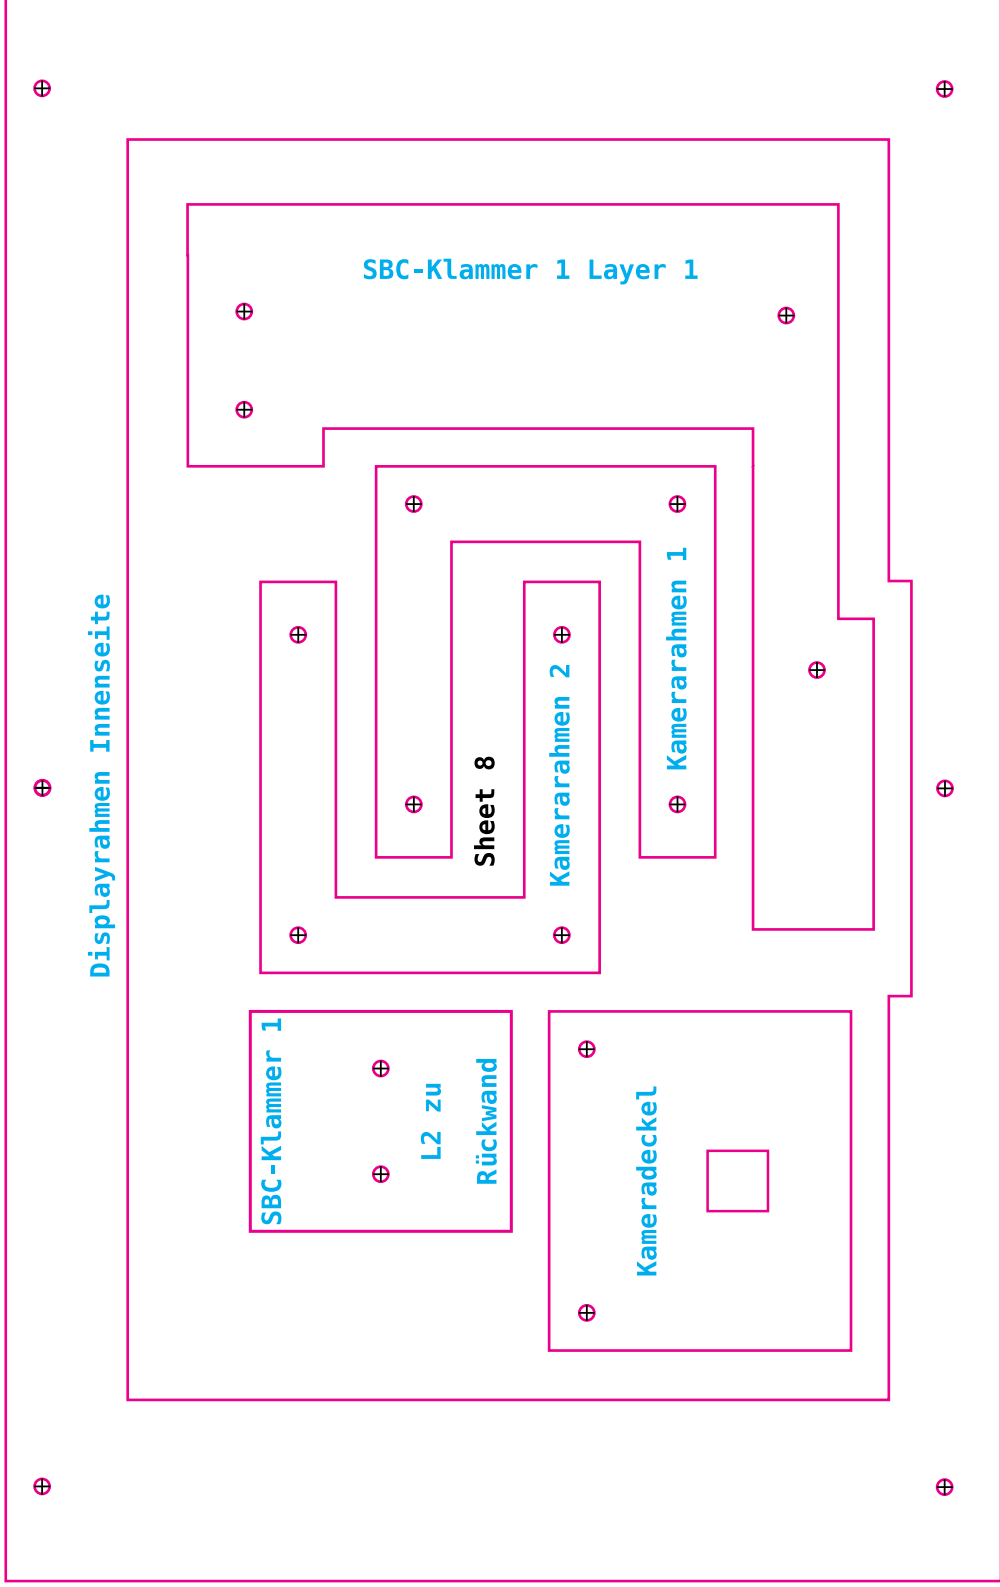 SBC-Klammer 1 Layer 1
Displayrahmen Innenseite
Kamerarahmen 1
Kamerarahmen 2
Sheet 8
SBC-Klammer 1
L2 zu
Rückwand
Kameradeckel